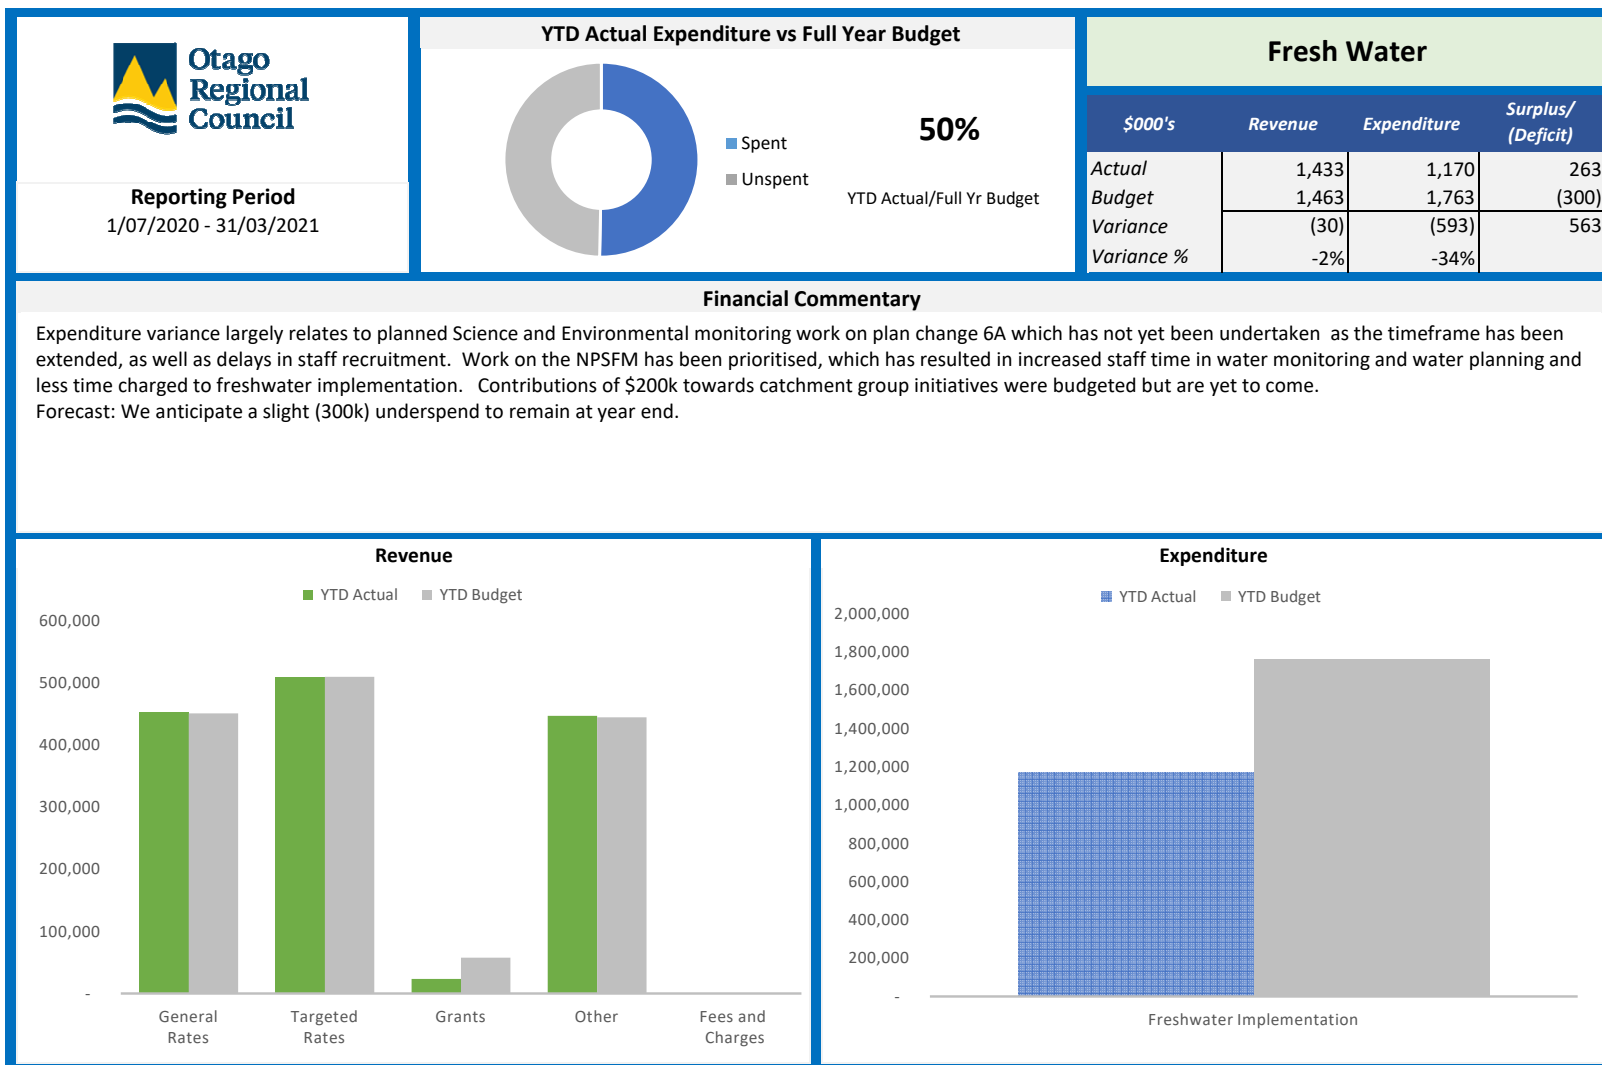 Otago
Regional
Council
Reporting Period
1/07/2020 - 31/03/2021
YTD Actual Expenditure vs Full Year Budget
Spent
Unspent
50%
YTD Actual/Full Yr Budget
Fresh Water
$000's Revenue Expenditure Surplus/ (Deficit)
Actual 1,433 1,170 263
Budget 1,463 1,763 (300)
Variance (30) (593) 563
Variance % -2% -34%
Financial Commentary
Expenditure variance largely relates to planned Science and Environmental monitoring work on plan change 6A which has not yet been undertaken as the timeframe has been
extended, as well as delays in staff recruitment. Work on the NPSFM has been prioritised, which has resulted in increased staff time in water monitoring and water planning and
less time charged to freshwater implementation. Contributions of $200k towards catchment group initiatives were budgeted but are yet to come.
Forecast: We anticipate a slight (300k) underspend to remain at year end.
Revenue
YTD Actual YTD Budget
600,000
500,000
400,000
300,000
200,000
100,000
-
General Rates
Targeted Rates
Grants
Other
Fees and Charges
Expenditure
YTD Actual YTD Budget
2,000,000
1,800,000
1,600,000
1,400,000
1,200,000
1,000,000
800,000
600,000
400,000
200,000
-
Freshwater Implementation